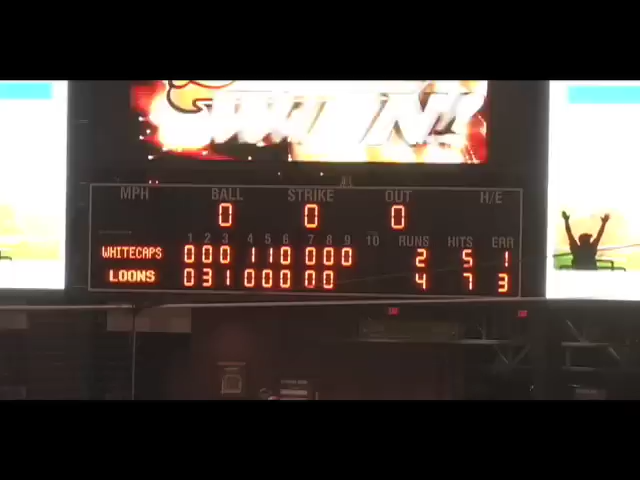 WIN!!
MPH BALL STRIKE OUT H/E
0 0 0
1 2 3 4 5 6 7 8 9 10 RUNS HITS ERR
WHITECAPS 0 0 0 1 1 0 0 0 0 2 5 1
LOONS 0 3 1 0 0 0 0 0 4 7 3